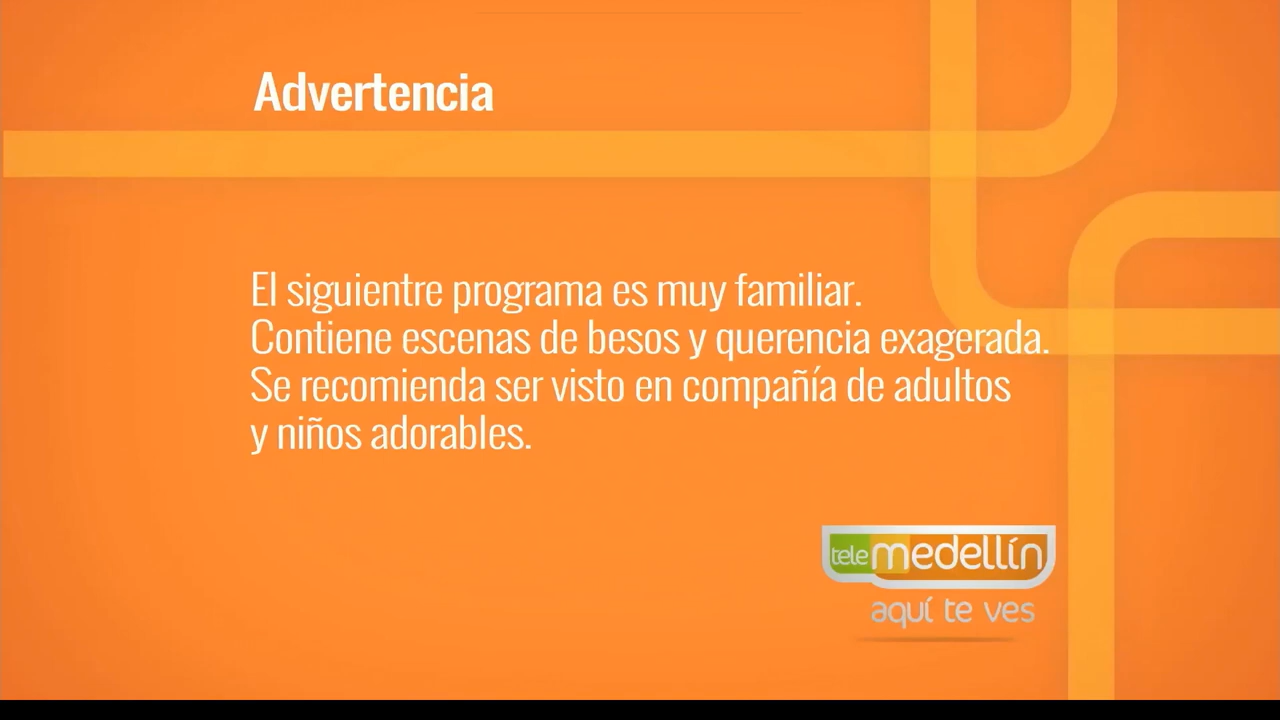 Advertencia
El siguientre programa es muy familiar.
Contiene escenas de besos y querencia exagerada.
Se recomienda ser visto en compañía de adultos
y niños adorables.
telemedellín
aquí te ves